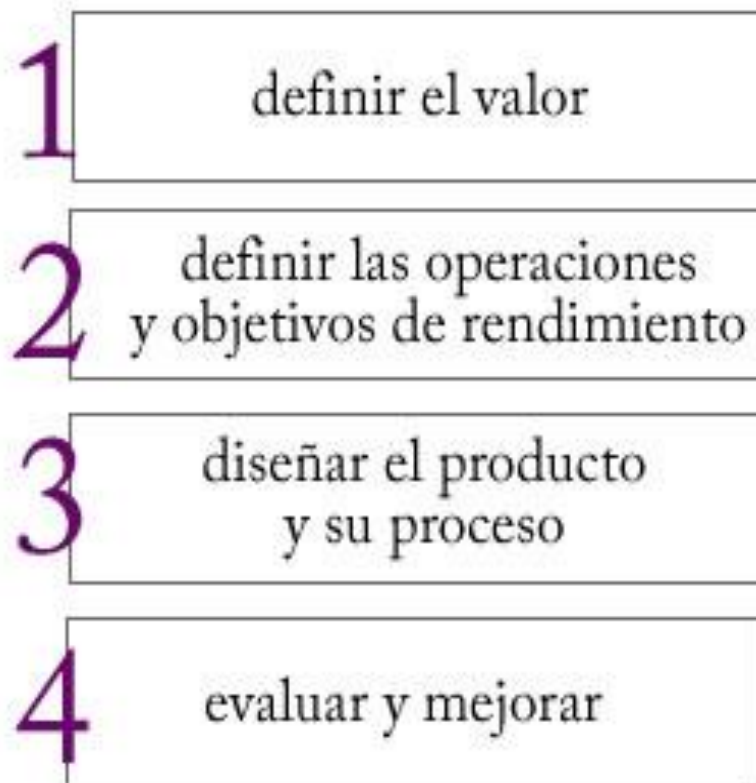 1
definir el valor
2
definir las operaciones
y objetivos de rendimiento
3
diseñar el producto
y su proceso
4
evaluar y mejorar